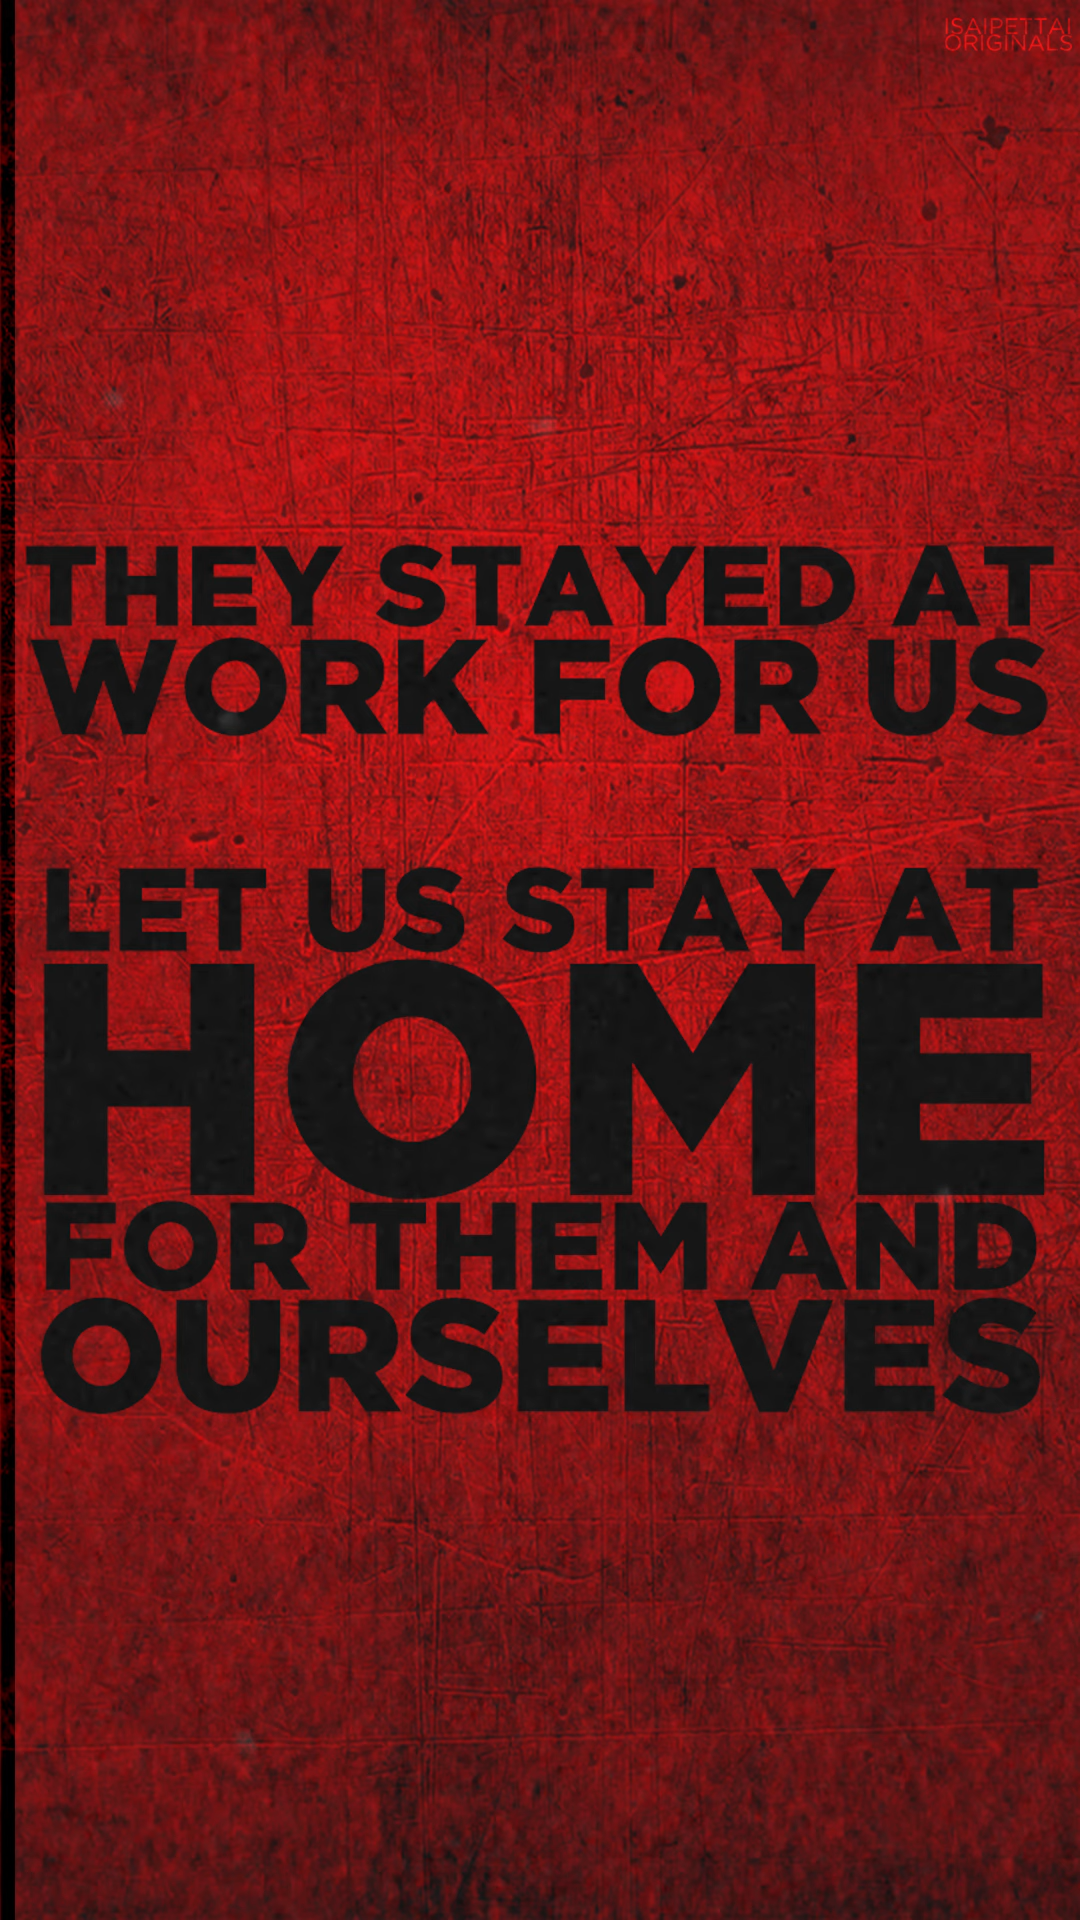 ISAIPETTAI
ORIGINALS
THEY STAYED AT
WORK FOR US
LET US STAY AT
HOME
FOR THEM AND
OURSELVES